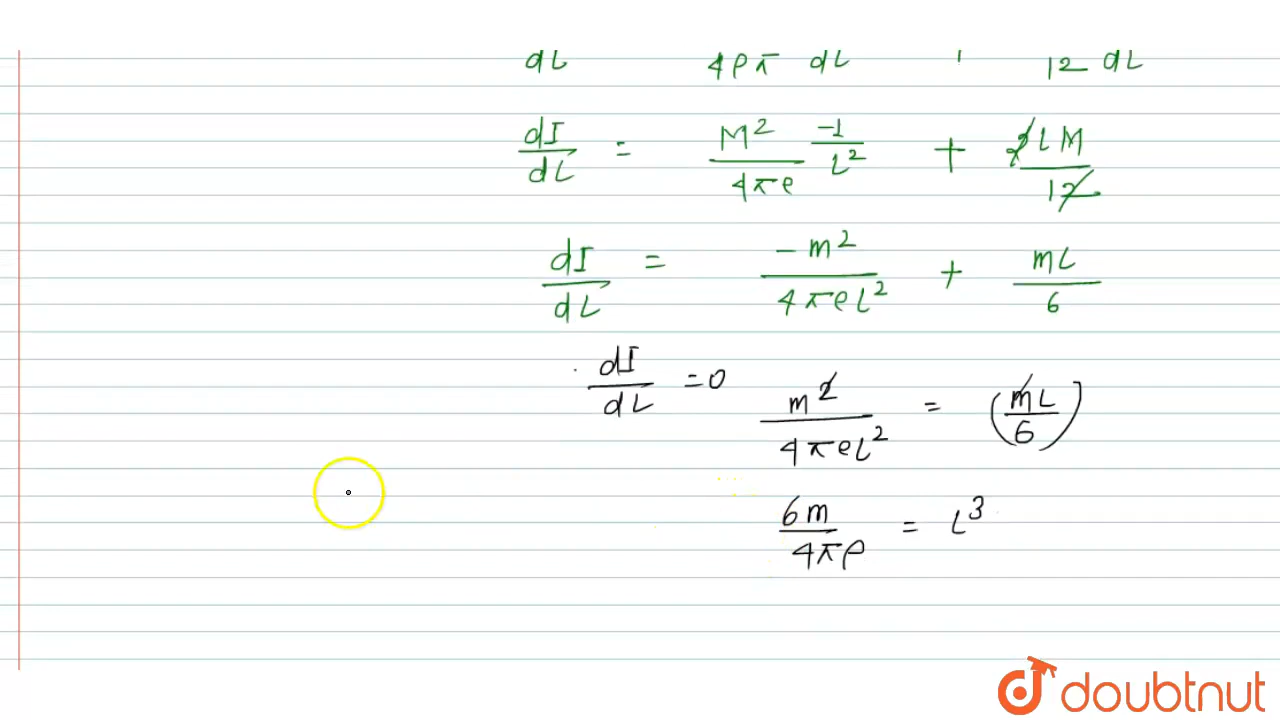 dL 4ρπ dL 12 dL
dI/dL = M²/4πρ -1/L² + 2LM/12
dI/dL = -m²/4πρL² + mL/6
dI/dL = 0 m²/4πρL² = (mL/6)
6m/4πρ = L³
doubtnut